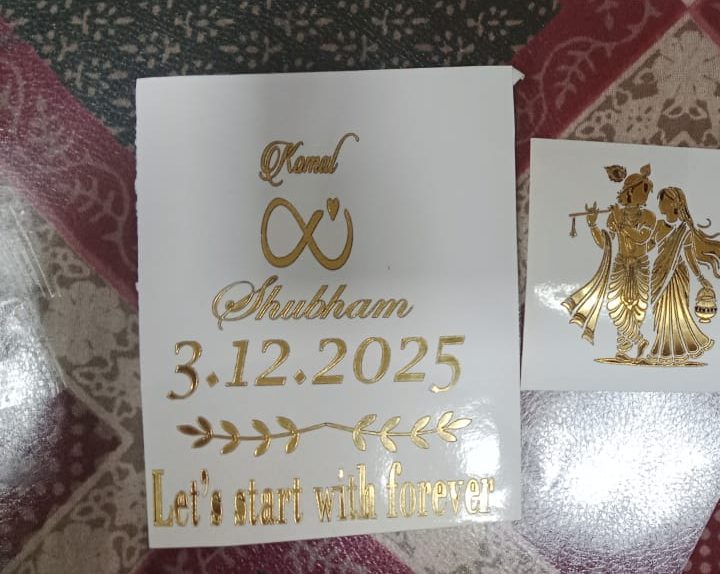 Komal
&
Shubham
3.12.2025
Let's start with forever